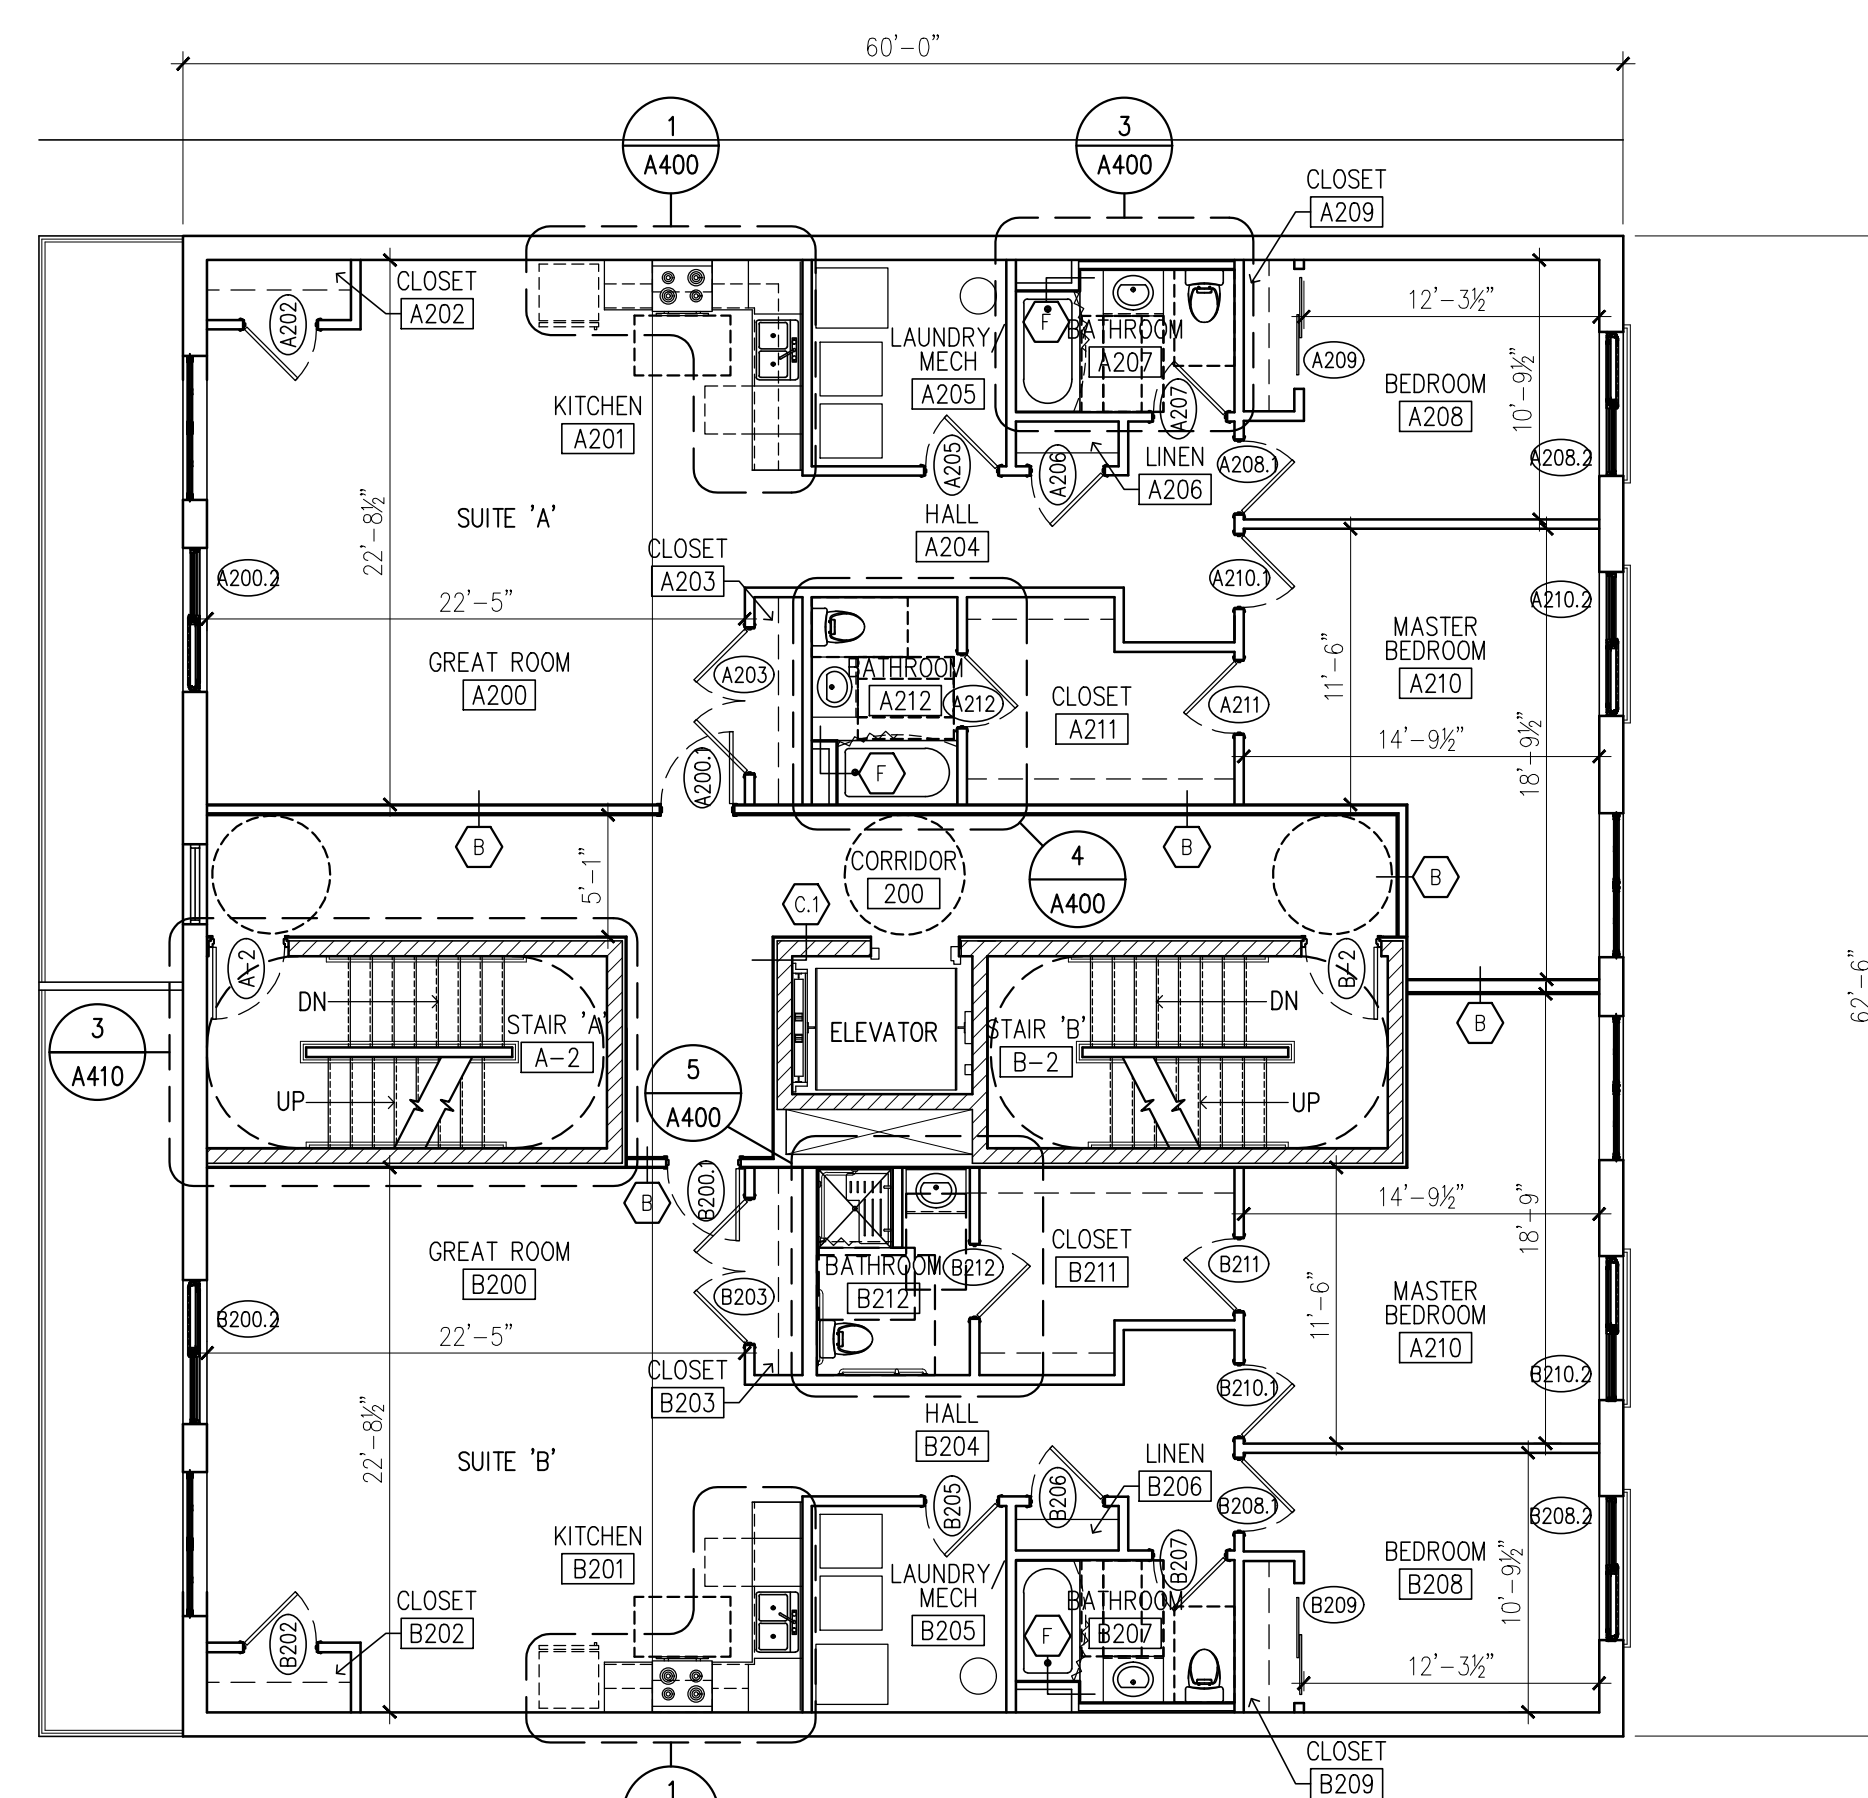 60'-0"
1
A400
3
A400
CLOSET
A209
CLOSET
A202
A202
12'-3½"
F
BATHROOM
A207
LAUNDRY/
MECH
A205
A209
BEDROOM
A208
10'-9½"
KITCHEN
A201
A207
A205
A206
LINEN
A206
A208.1
A208.2
22'-8½"
SUITE 'A'
HALL
A204
CLOSET
A203
A200.2
22'-5"
A210.1
A210.2
MASTER
BEDROOM
A210
11'-6"
GREAT ROOM
A200
A203
BATHROOM
A212
A212
CLOSET
A211
A211
14'-9½"
18'-9½"
A200.1
F
B
B
B
5'-1"
CORRIDOR
200
4
A400
C.1
A-2
B-2
3
A410
DN
STAIR 'A'
A-2
UP
ELEVATOR
STAIR 'B'
B-2
DN
UP
B
62'-6"
5
A400
B
B200.1
14'-9½"
18'-9"
GREAT ROOM
B200
CLOSET
B211
B211
BATHROOM
B212
B212
B203
B200.2
22'-5"
11'-6"
MASTER
BEDROOM
A210
CLOSET
B203
B210.1
B210.2
22'-8½"
HALL
B204
SUITE 'B'
LINEN
B206
B205
B206
B208.1
B208.2
KITCHEN
B201
B207
BEDROOM
B208
10'-9½"
LAUNDRY/
MECH
B205
BATHROOM
B207
F
B209
CLOSET
B202
B202
12'-3½"
CLOSET
B209
1